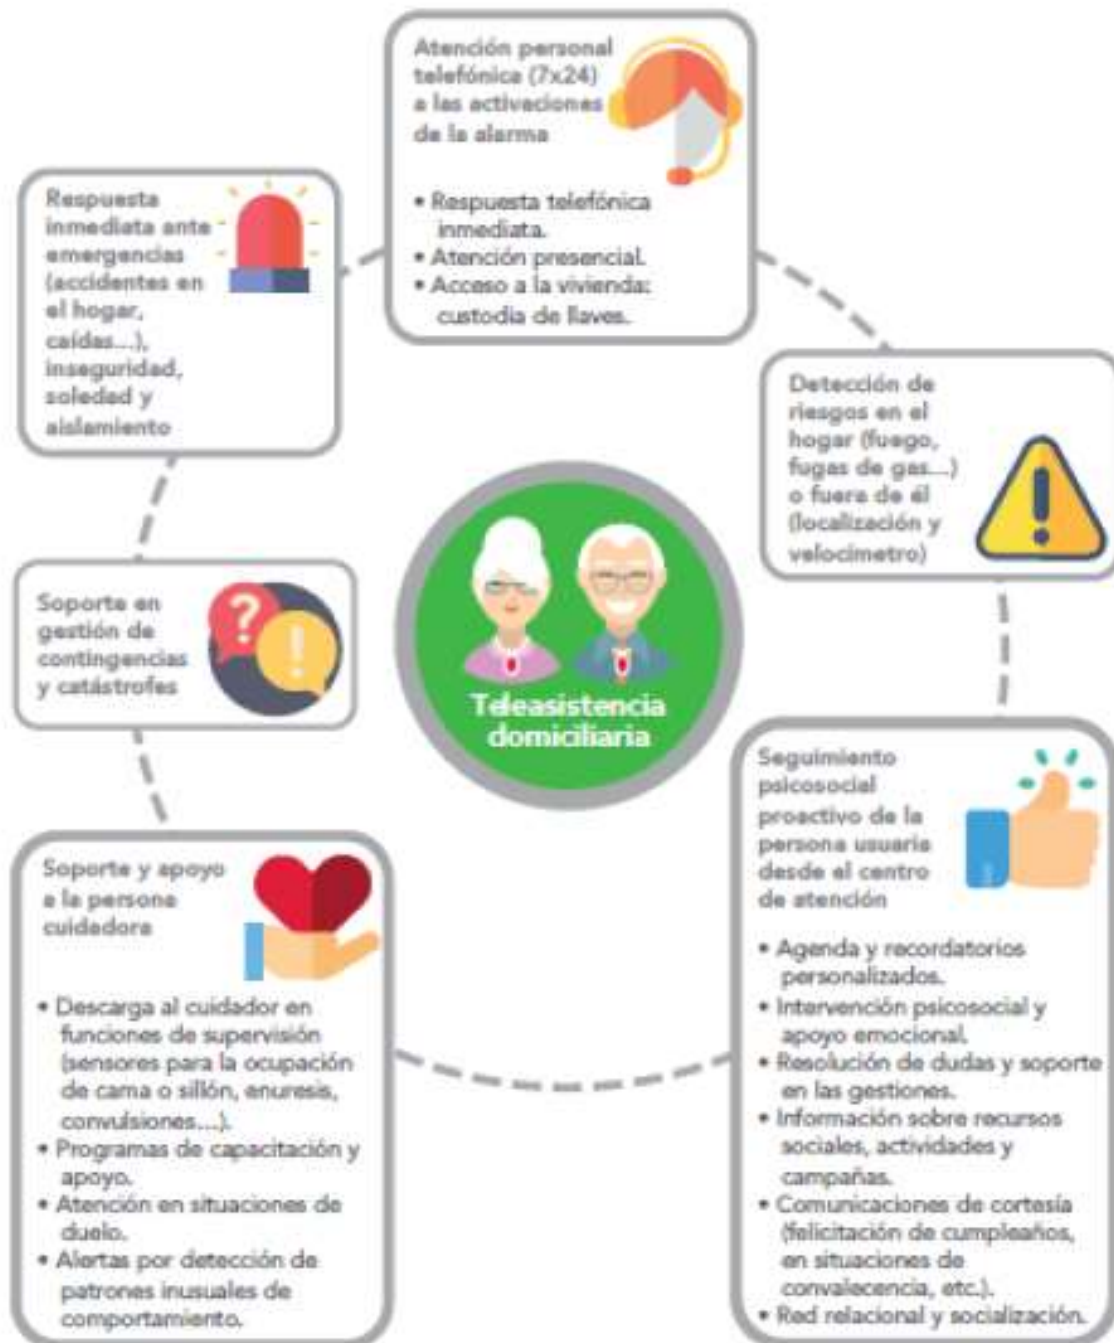 Atención personal
telefónica (7x24)
a las activaciones
de la alarma
• Respuesta telefónica
inmediata.
• Atención presencial.
• Acceso a la vivienda:
custodia de llaves.
Respuesta
inmediata ante
emergencias
(accidentes en
el hogar,
caídas...),
inseguridad,
soledad y
aislamiento
Detección de
riesgos en el
hogar (fuego,
fugas de gas...)
o fuera de él
(localización y
velocímetro)
Soporte en
gestión de
contingencias
y catástrofes
Teleasistencia
domiciliaria
Seguimiento
psicosocial
proactivo de la
persona usuaria
desde el centro
de atención
• Agenda y recordatorios
personalizados.
• Intervención psicosocial y
apoyo emocional.
• Resolución de dudas y soporte
en las gestiones.
• Información sobre recursos
sociales, actividades y
campañas.
• Comunicaciones de cortesía
(felicitación de cumpleaños,
en situaciones de
convalecencia, etc.).
• Red relacional y socialización.
Soporte y apoyo
a la persona
cuidadora
• Descarga al cuidador en
funciones de supervisión
(sensores para la ocupación
de cama o sillón, enuresis,
convulsiones...).
• Programas de capacitación y
apoyo.
• Atención en situaciones de
duelo.
• Alertas por detección de
patrones inusuales de
comportamiento.